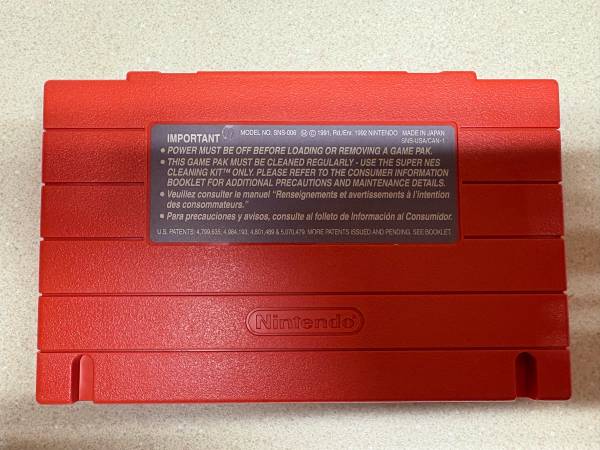 IMPORTANT MODEL NO. SNS-006 Ⓜ © 1991, Rd./Enr. 1992 NINTENDO MADE IN JAPAN
SNS-USA/CAN-1
• POWER MUST BE OFF BEFORE LOADING OR REMOVING A GAME PAK.
• THIS GAME PAK MUST BE CLEANED REGULARLY - USE THE SUPER NES
CLEANING KIT™ ONLY. PLEASE REFER TO THE CONSUMER INFORMATION
BOOKLET FOR ADDITIONAL PRECAUTIONS AND MAINTENANCE DETAILS.
• Veuillez consulter le manuel "Renseignements et avertissements à l'intention
des consommateurs."
• Para precauciones y avisos, consulte al folleto de Información al Consumidor.
U.S. PATENTS: 4,799,635; 4,984,193; 4,801,489 & 5,070,479. MORE PATENTS ISSUED AND PENDING. SEE BOOKLET.
Nintendo